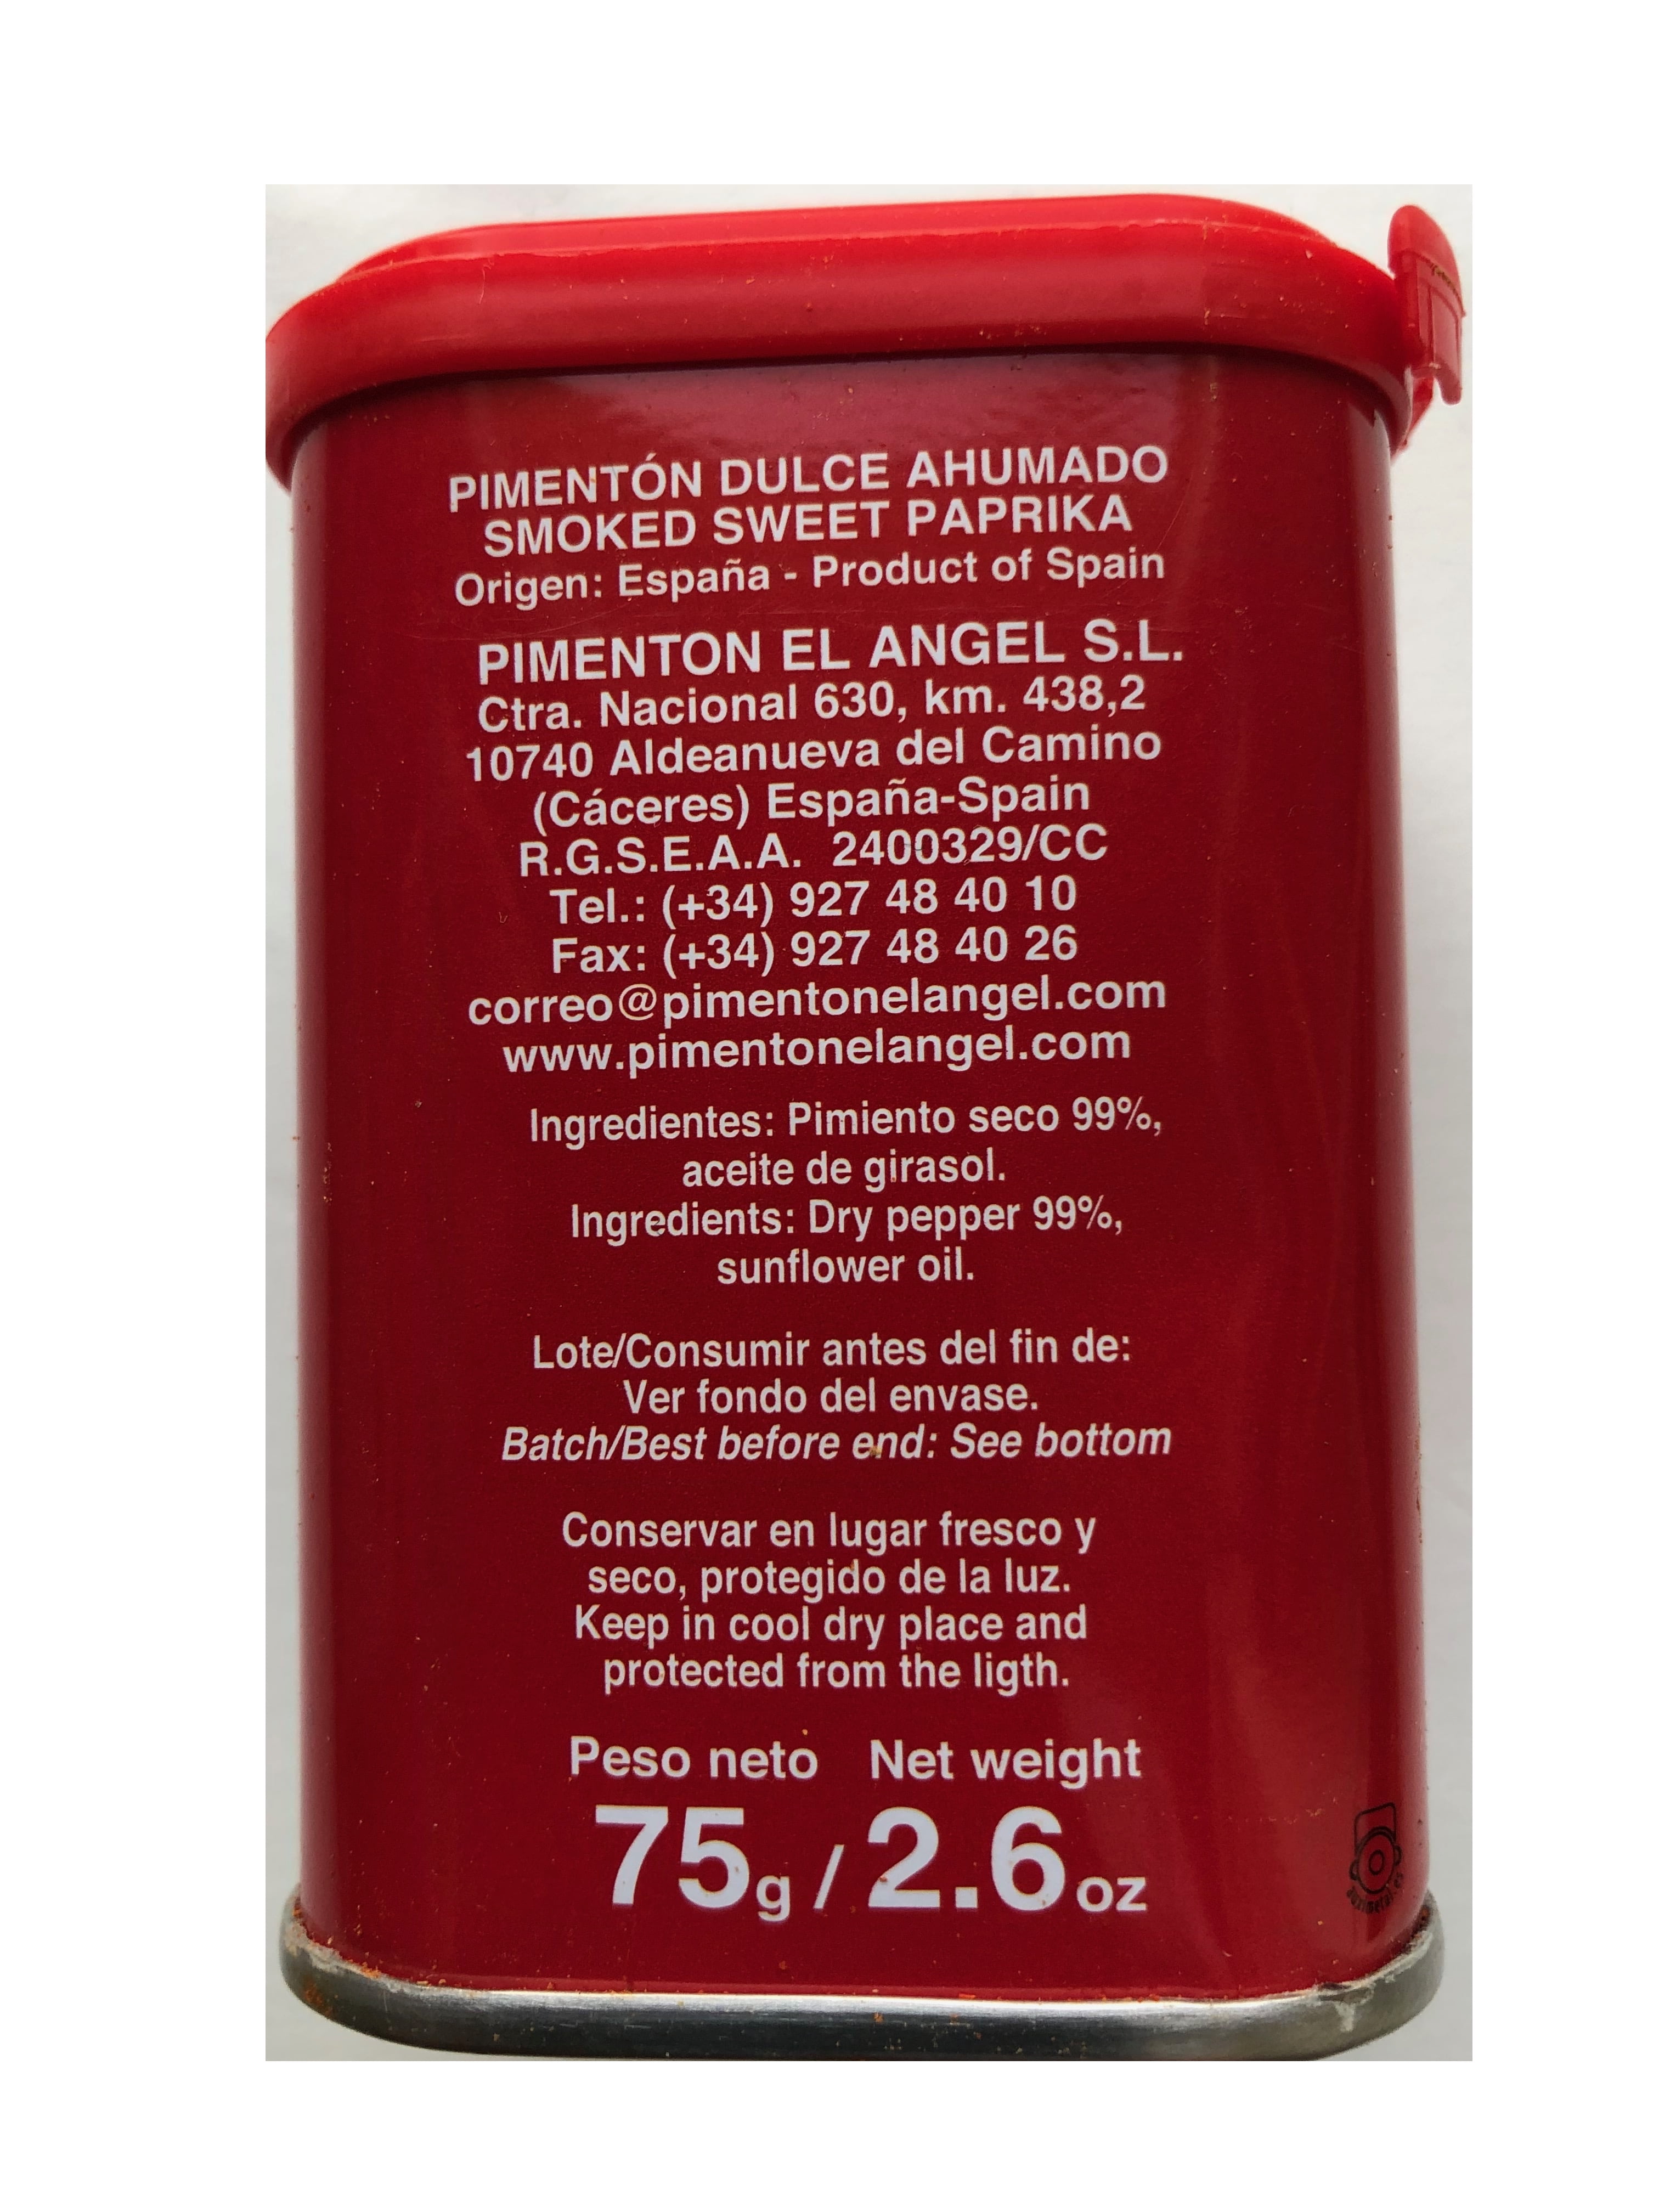 PIMENTÓN DULCE AHUMADO
SMOKED SWEET PAPRIKA
Origen: España - Product of Spain
PIMENTON EL ANGEL S.L.
Ctra. Nacional 630, km. 438,2
10740 Aldeanueva del Camino
(Cáceres) España-Spain
R.G.S.E.A.A. 2400329/CC
Tel.: (+34) 927 48 40 10
Fax: (+34) 927 48 40 26
correo@pimentonelangel.com
www.pimentonelangel.com
Ingredientes: Pimiento seco 99%,
aceite de girasol.
Ingredients: Dry pepper 99%,
sunflower oil.
Lote/Consumir antes del fin de:
Ver fondo del envase.
Batch/Best before end: See bottom
Conservar en lugar fresco y
seco, protegido de la luz.
Keep in cool dry place and
protected from the ligth.
Peso neto Net weight
75g / 2.6 oz